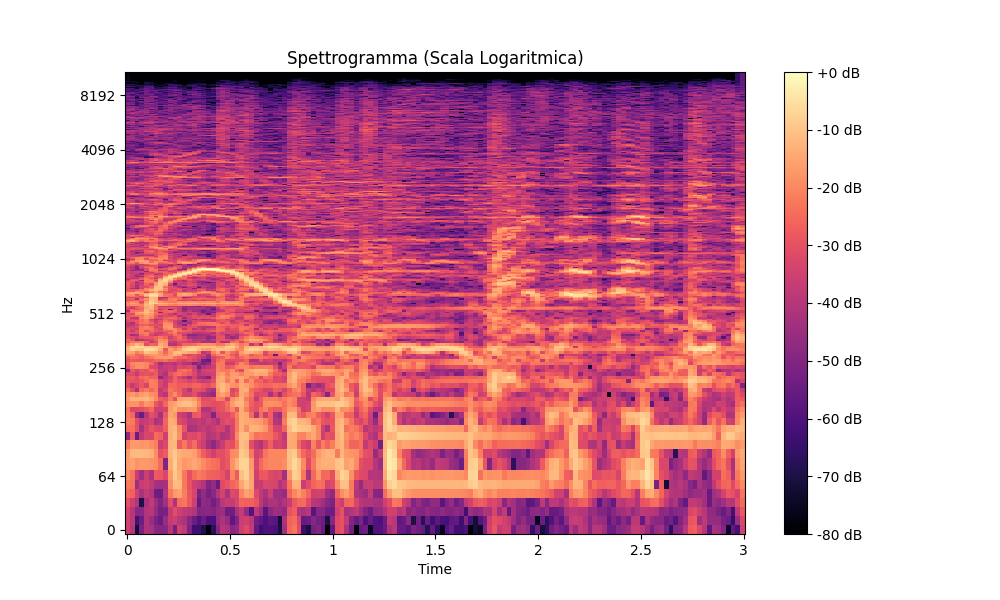 Spettrogramma (Scala Logaritmica)
Hz
8192
4096
2048
1024
512
256
128
64
0
0
0.5
1
1.5
2
2.5
3
Time
+0 dB
-10 dB
-20 dB
-30 dB
-40 dB
-50 dB
-60 dB
-70 dB
-80 dB